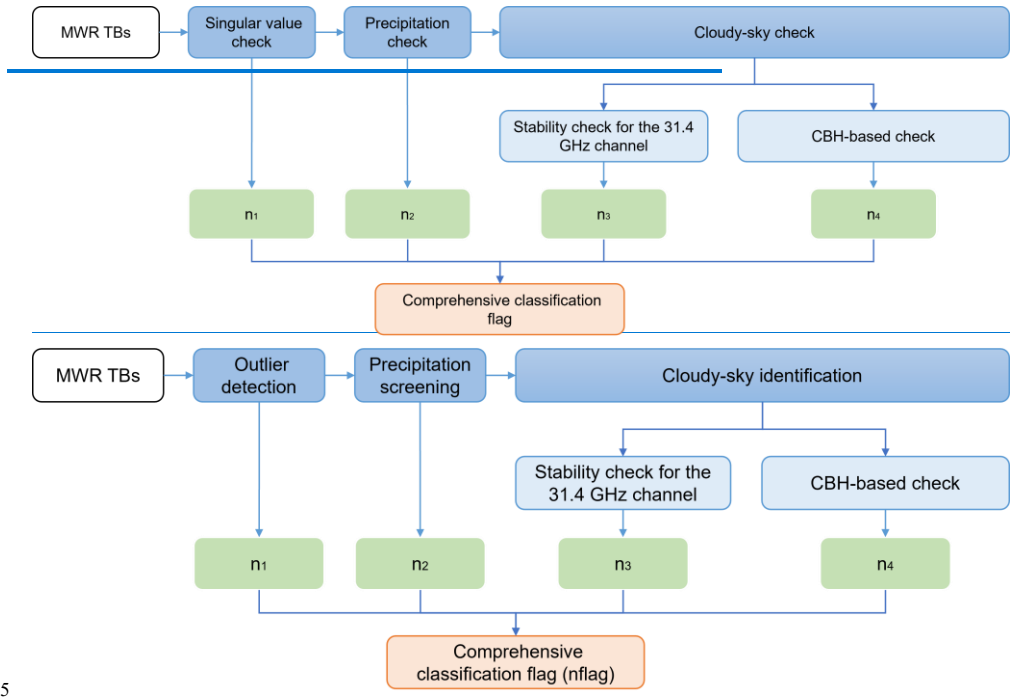 MWR TBs
Singular value
check
Precipitation
check
Cloudy-sky check
Stability check for the 31.4
GHz channel
CBH-based check
n₁
n₂
n₃
n₄
Comprehensive classification
flag
MWR TBs
Outlier
detection
Precipitation
screening
Cloudy-sky identification
Stability check for the
31.4 GHz channel
CBH-based check
n₁
n₂
n₃
n₄
Comprehensive
classification flag (nflag)
5